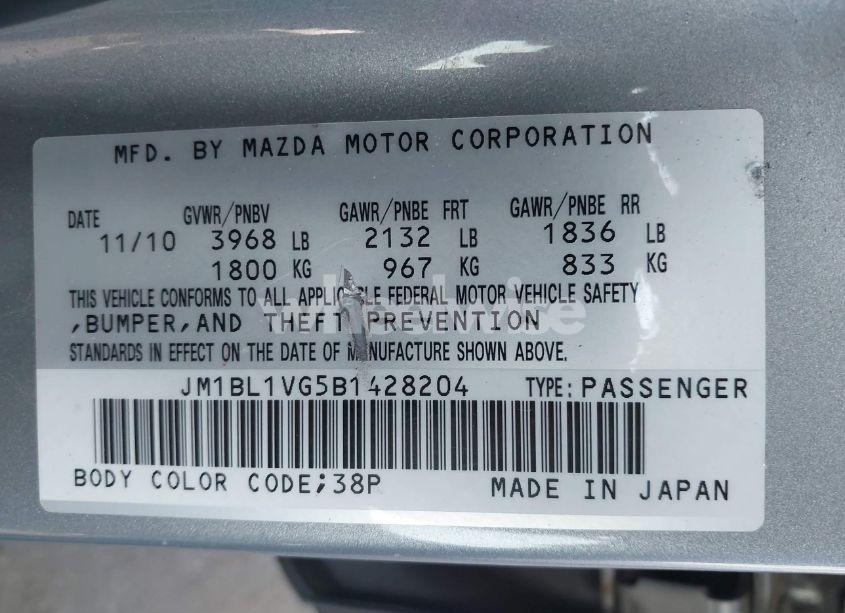 MFD. BY MAZDA MOTOR CORPORATION
DATE GVWR/PNBV GAWR/PNBE FRT GAWR/PNBE RR
11/10 3968 LB 2132 LB 1836 LB
1800 KG 967 KG 833 KG
THIS VEHICLE CONFORMS TO ALL APPLICABLE FEDERAL MOTOR VEHICLE SAFETY
,BUMPER,AND THEFT PREVENTION
STANDARDS IN EFFECT ON THE DATE OF MANUFACTURE SHOWN ABOVE.
JM1BL1VG5B1428204 TYPE: PASSENGER
BODY COLOR CODE;38P MADE IN JAPAN